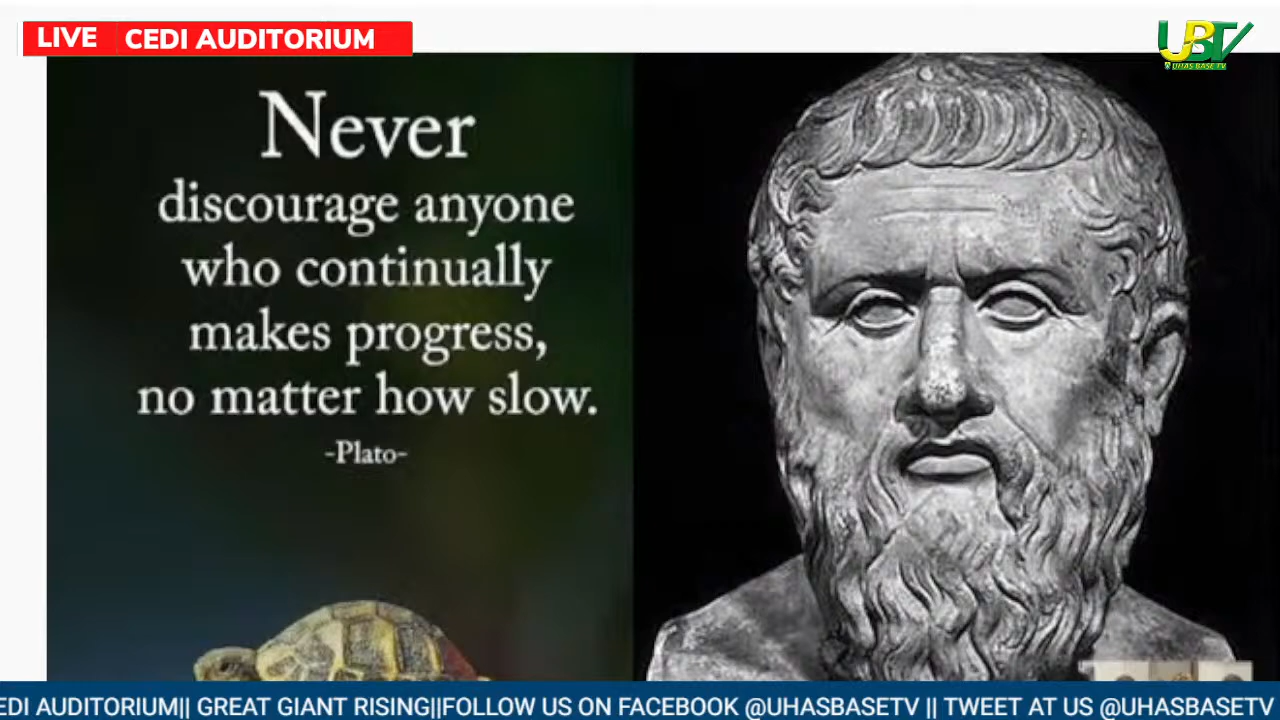 LIVE CEDI AUDITORIUM
UBTV
UHAS BASE TV
Never
discourage anyone
who continually
makes progress,
no matter how slow.
-Plato-
EDI AUDITORIUM|| GREAT GIANT RISING||FOLLOW US ON FACEBOOK @UHASBASETV || TWEET AT US @UHASBASETV